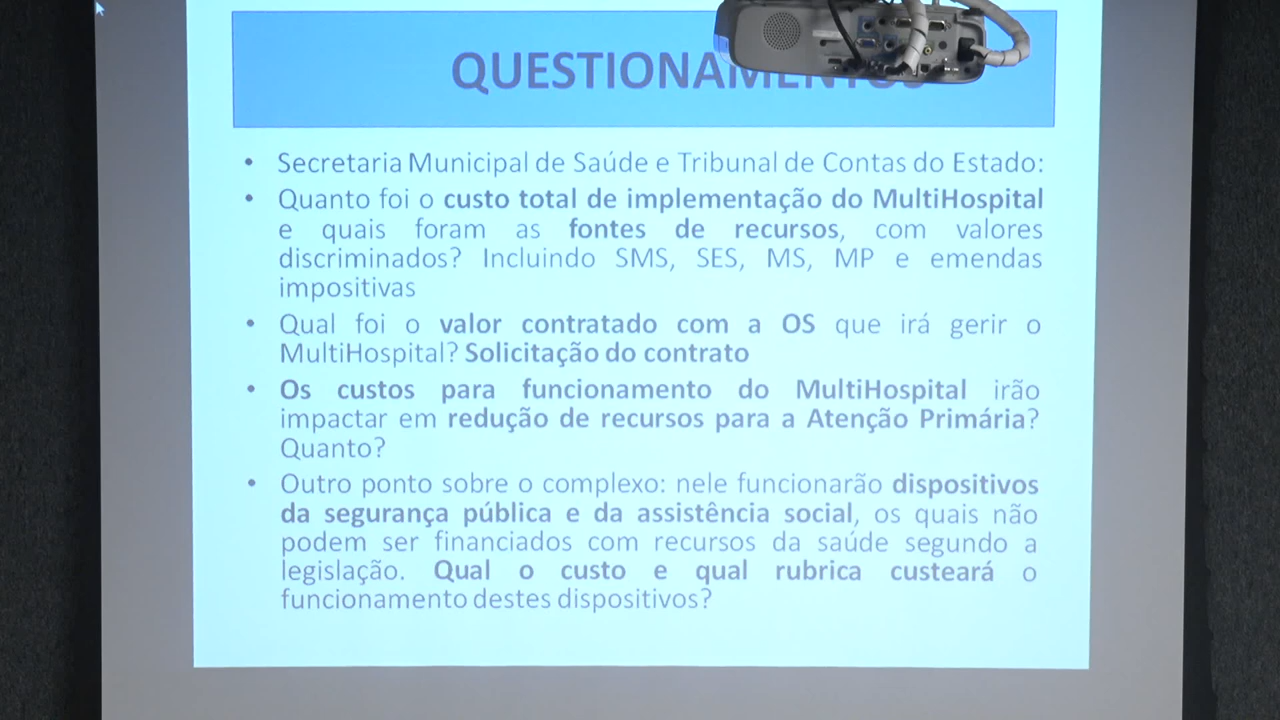 QUESTIONAMENTOS
• Secretaria Municipal de Saúde e Tribunal de Contas do Estado:
• Quanto foi o custo total de implementação do MultiHospital
e quais foram as fontes de recursos, com valores
discriminados? Incluindo SMS, SES, MS, MP e emendas
impositivas
• Qual foi o valor contratado com a OS que irá gerir o
MultiHospital? Solicitação do contrato
• Os custos para funcionamento do MultiHospital irão
impactar em redução de recursos para a Atenção Primária?
Quanto?
• Outro ponto sobre o complexo: nele funcionarão dispositivos
da segurança pública e da assistência social, os quais não
podem ser financiados com recursos da saúde segundo a
legislação. Qual o custo e qual rubrica custeará o
funcionamento destes dispositivos?